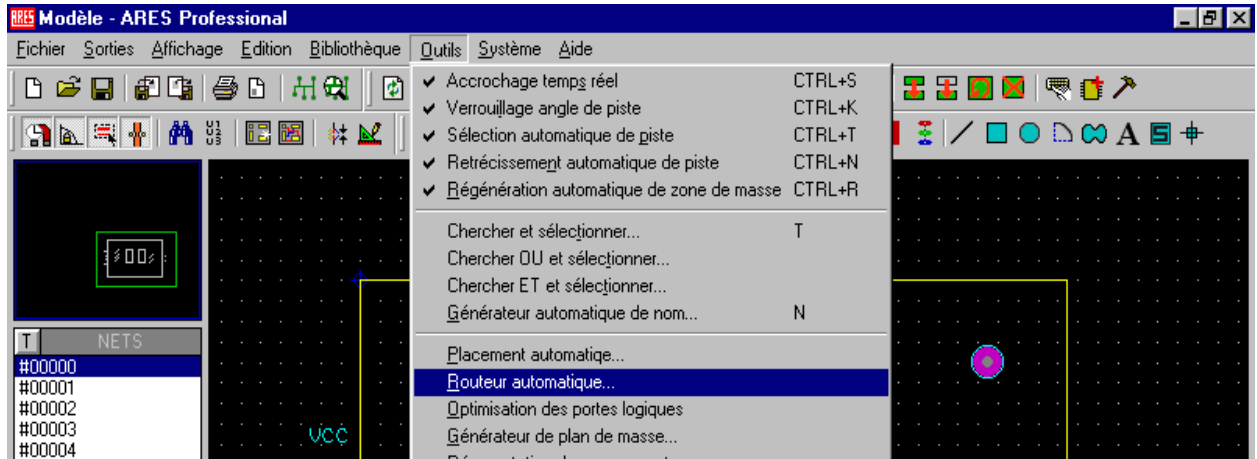 ARES Modèle - ARES Professional
Fichier Sorties Affichage Edition Bibliothèque Outils Système Aide
Accrochage temps réel CTRL+S
Verrouillage angle de piste CTRL+K
Sélection automatique de piste CTRL+T
Retrécissement automatique de piste CTRL+N
Régénération automatique de zone de masse CTRL+R
Chercher et sélectionner... T
Chercher OU et sélectionner...
Chercher ET et sélectionner...
Générateur automatique de nom... N
Placement automatiqe...
Routeur automatique...
Optimisation des portes logiques
Générateur de plan de masse...
A S
T NETS
#00000
#00001
#00002
#00003
#00004
VCC